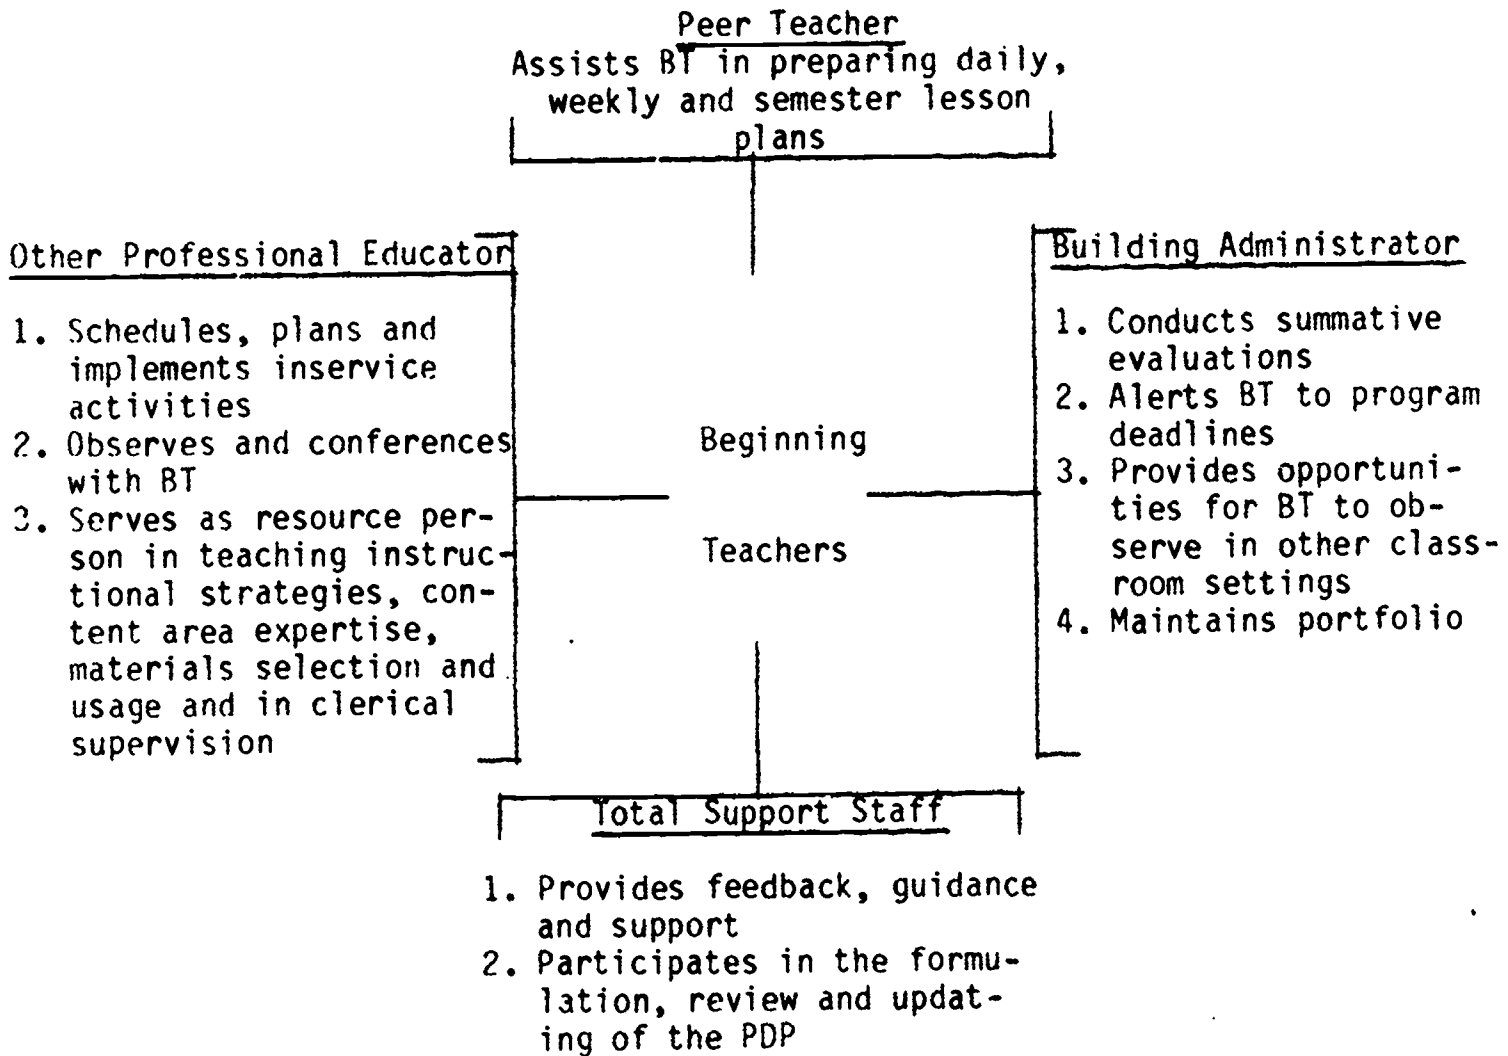 Peer Teacher
Assists BT in preparing daily,
weekly and semester lesson
plans
Other Professional Educator
1. Schedules, plans and
implements inservice
activities
2. Observes and conferences
with BT
3. Serves as resource per-
son in teaching instruc-
tional strategies, con-
tent area expertise,
materials selection and
usage and in clerical
supervision
Beginning
Teachers
Building Administrator
1. Conducts summative
evaluations
2. Alerts BT to program
deadlines
3. Provides opportuni-
ties for BT to ob-
serve in other class-
room settings
4. Maintains portfolio
Total Support Staff
1. Provides feedback, guidance
and support
2. Participates in the formu-
lation, review and updat-
ing of the PDP